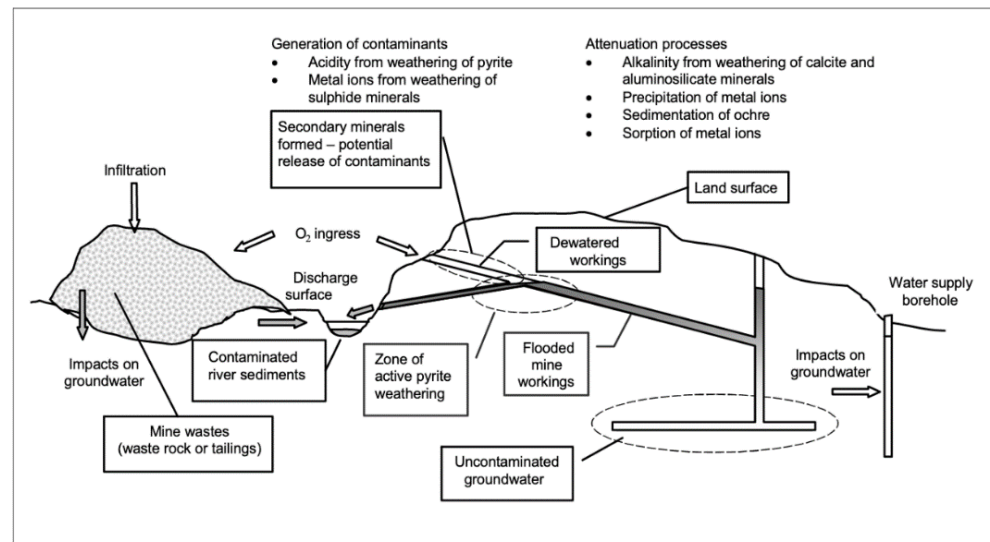 Generation of contaminants
• Acidity from weathering of pyrite
• Metal ions from weathering of
sulphide minerals
Attenuation processes
• Alkalinity from weathering of calcite and
aluminosilicate minerals
• Precipitation of metal ions
• Sedimentation of ochre
• Sorption of metal ions
Secondary minerals
formed – potential
release of contaminants
Infiltration
Land surface
O₂ ingress
Dewatered
workings
Discharge
surface
Water supply
borehole
Impacts on
groundwater
Contaminated
river sediments
Zone of
active pyrite
weathering
Flooded
mine
workings
Impacts on
groundwater
Mine wastes
(waste rock or tailings)
Uncontaminated
groundwater